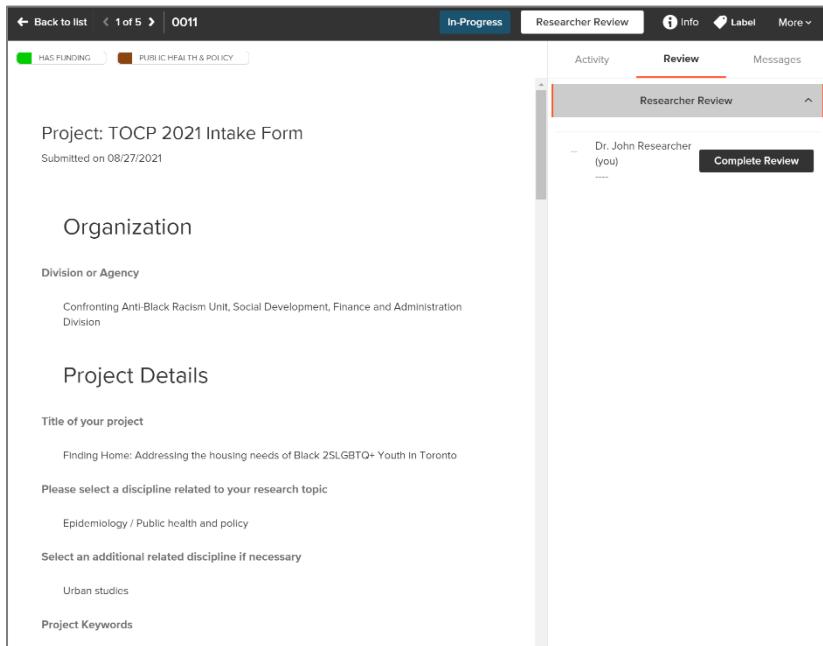 Back to list 1 of 5 0011 In-Progress Researcher Review Info Label More
HAS FUNDING PUBLIC HEALTH & POLICY
Activity Review Messages
Researcher Review
Project: TOCP 2021 Intake Form
Submitted on 08/27/2021
Dr. John Researcher
(you)
----
Complete Review
Organization
Division or Agency
Confronting Anti-Black Racism Unit, Social Development, Finance and Administration
Division
Project Details
Title of your project
Finding Home: Addressing the housing needs of Black 2SLGBTQ+ Youth in Toronto
Please select a discipline related to your research topic
Epidemiology / Public health and policy
Select an additional related discipline if necessary
Urban studies
Project Keywords